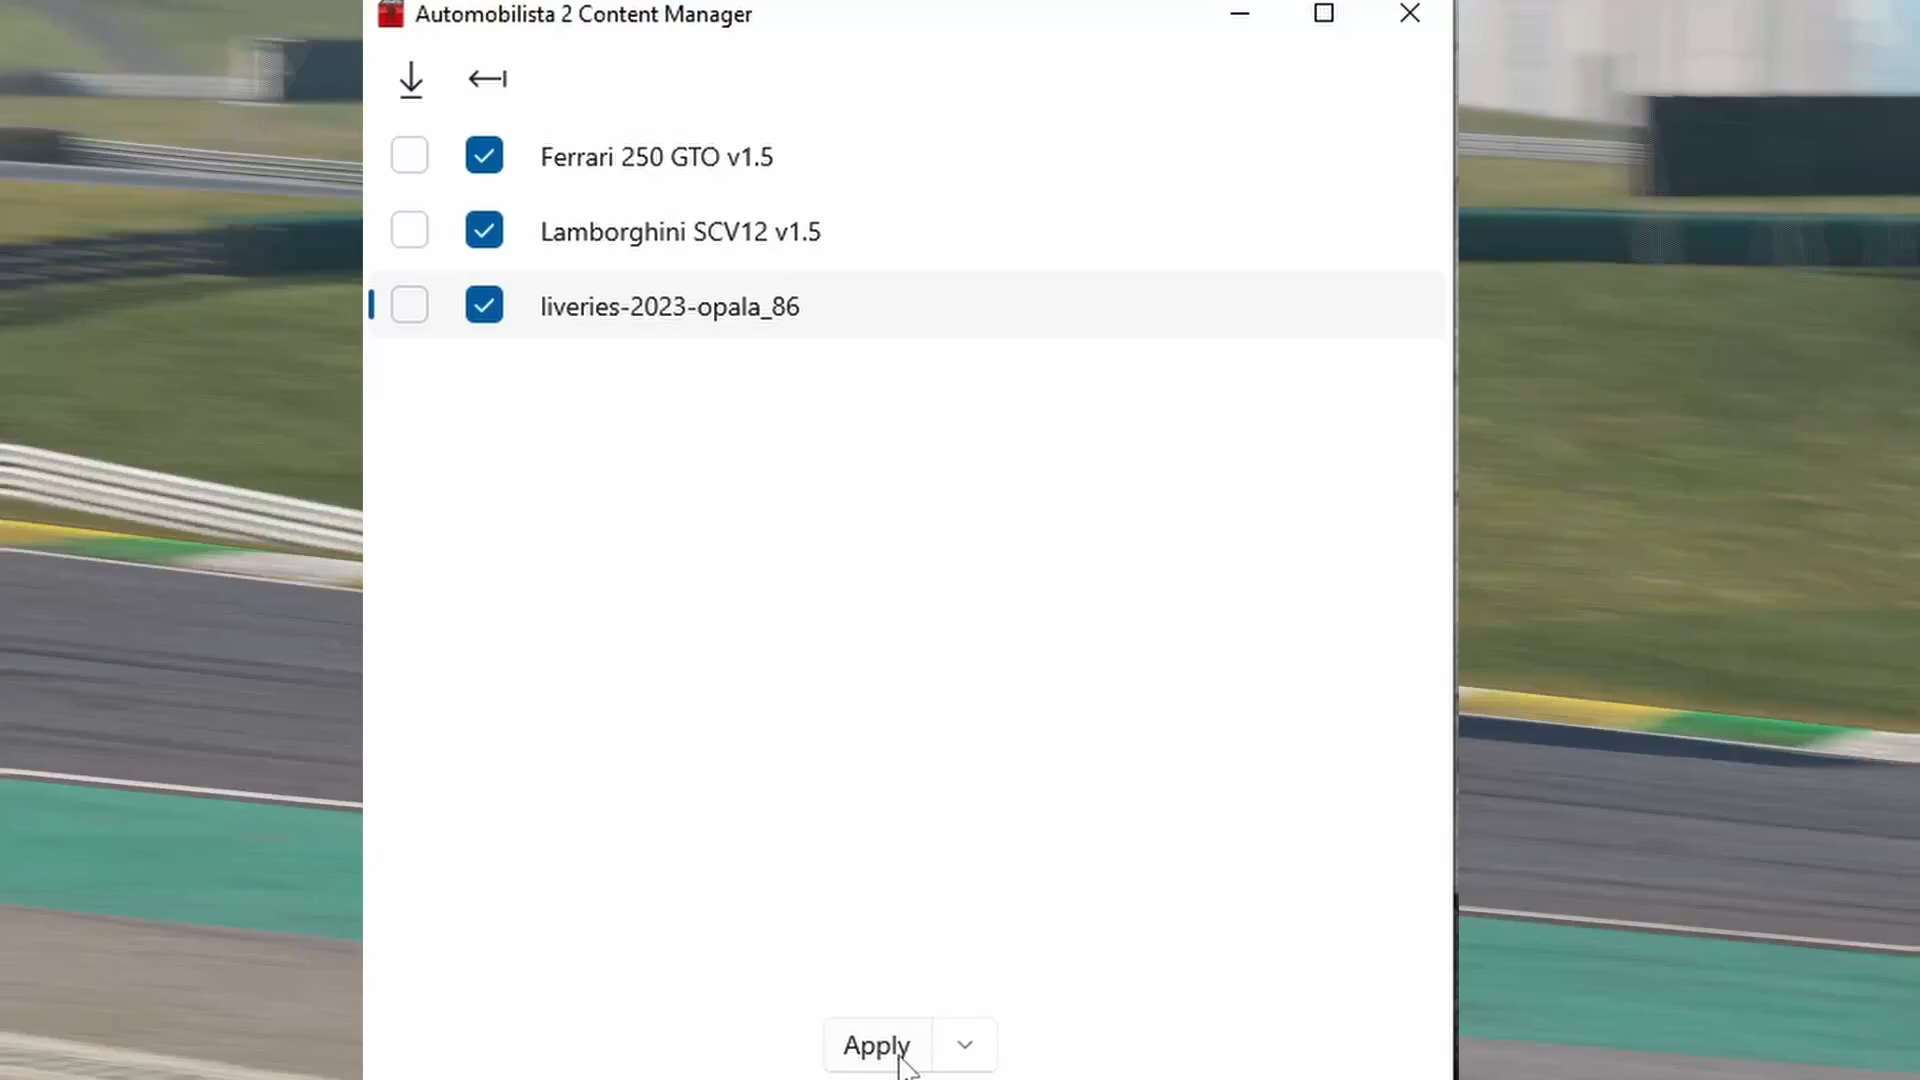 Automobilista 2 Content Manager
Ferrari 250 GTO v1.5
Lamborghini SCV12 v1.5
liveries-2023-opala_86
Apply